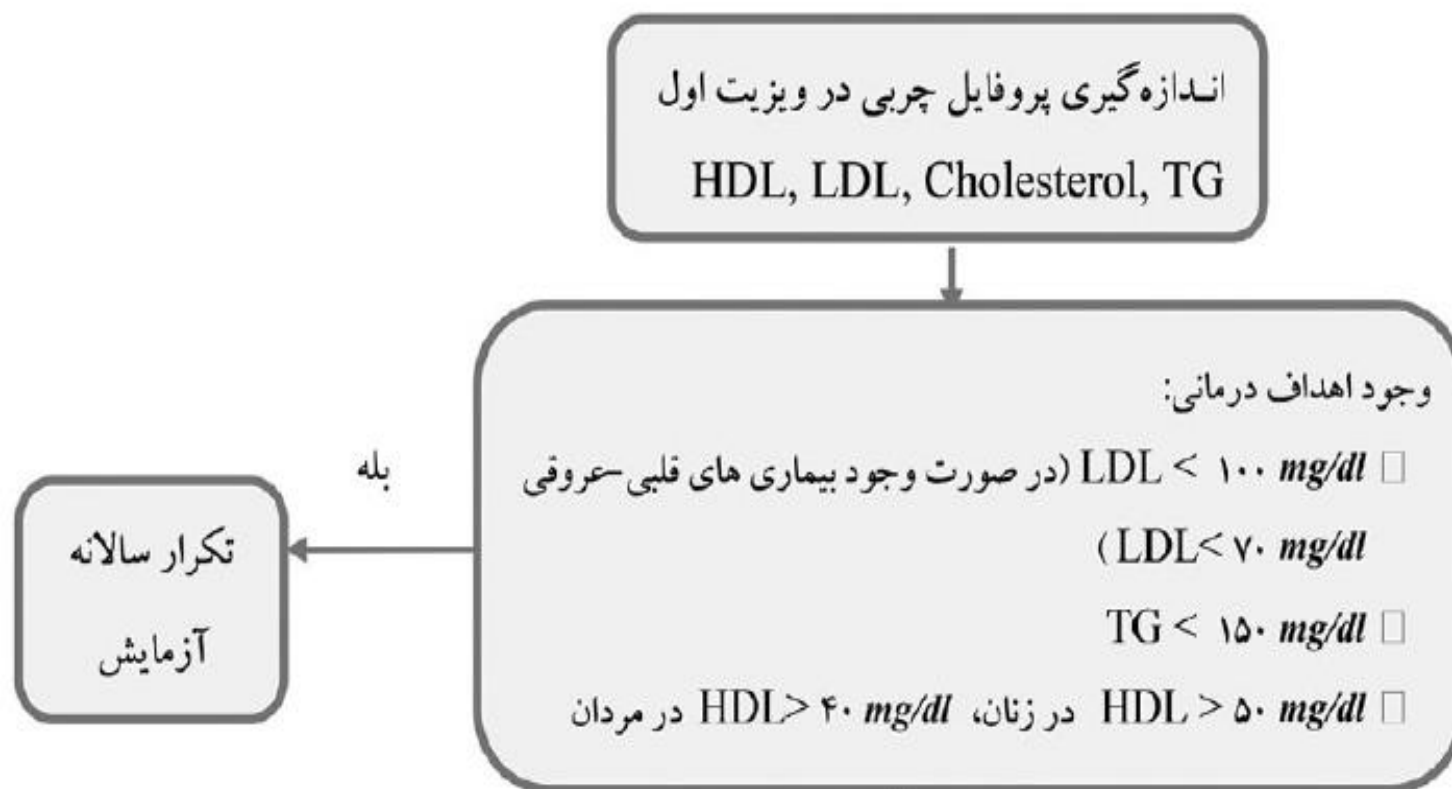 انـدازه‌گیری پروفایل چربی در ویزیت اول
HDL, LDL, Cholesterol, TG
وجود اهداف درمانی:
□ LDL < ۱۰۰ mg/dl (در صورت وجود بیماری های قلبی-عروقی
LDL< ۷۰ mg/dl)
□ TG < ۱۵۰ mg/dl
□ HDL > ۵۰ mg/dl در زنان، HDL> ۴۰ mg/dl در مردان
بله
تکرار سالانه
آزمایش